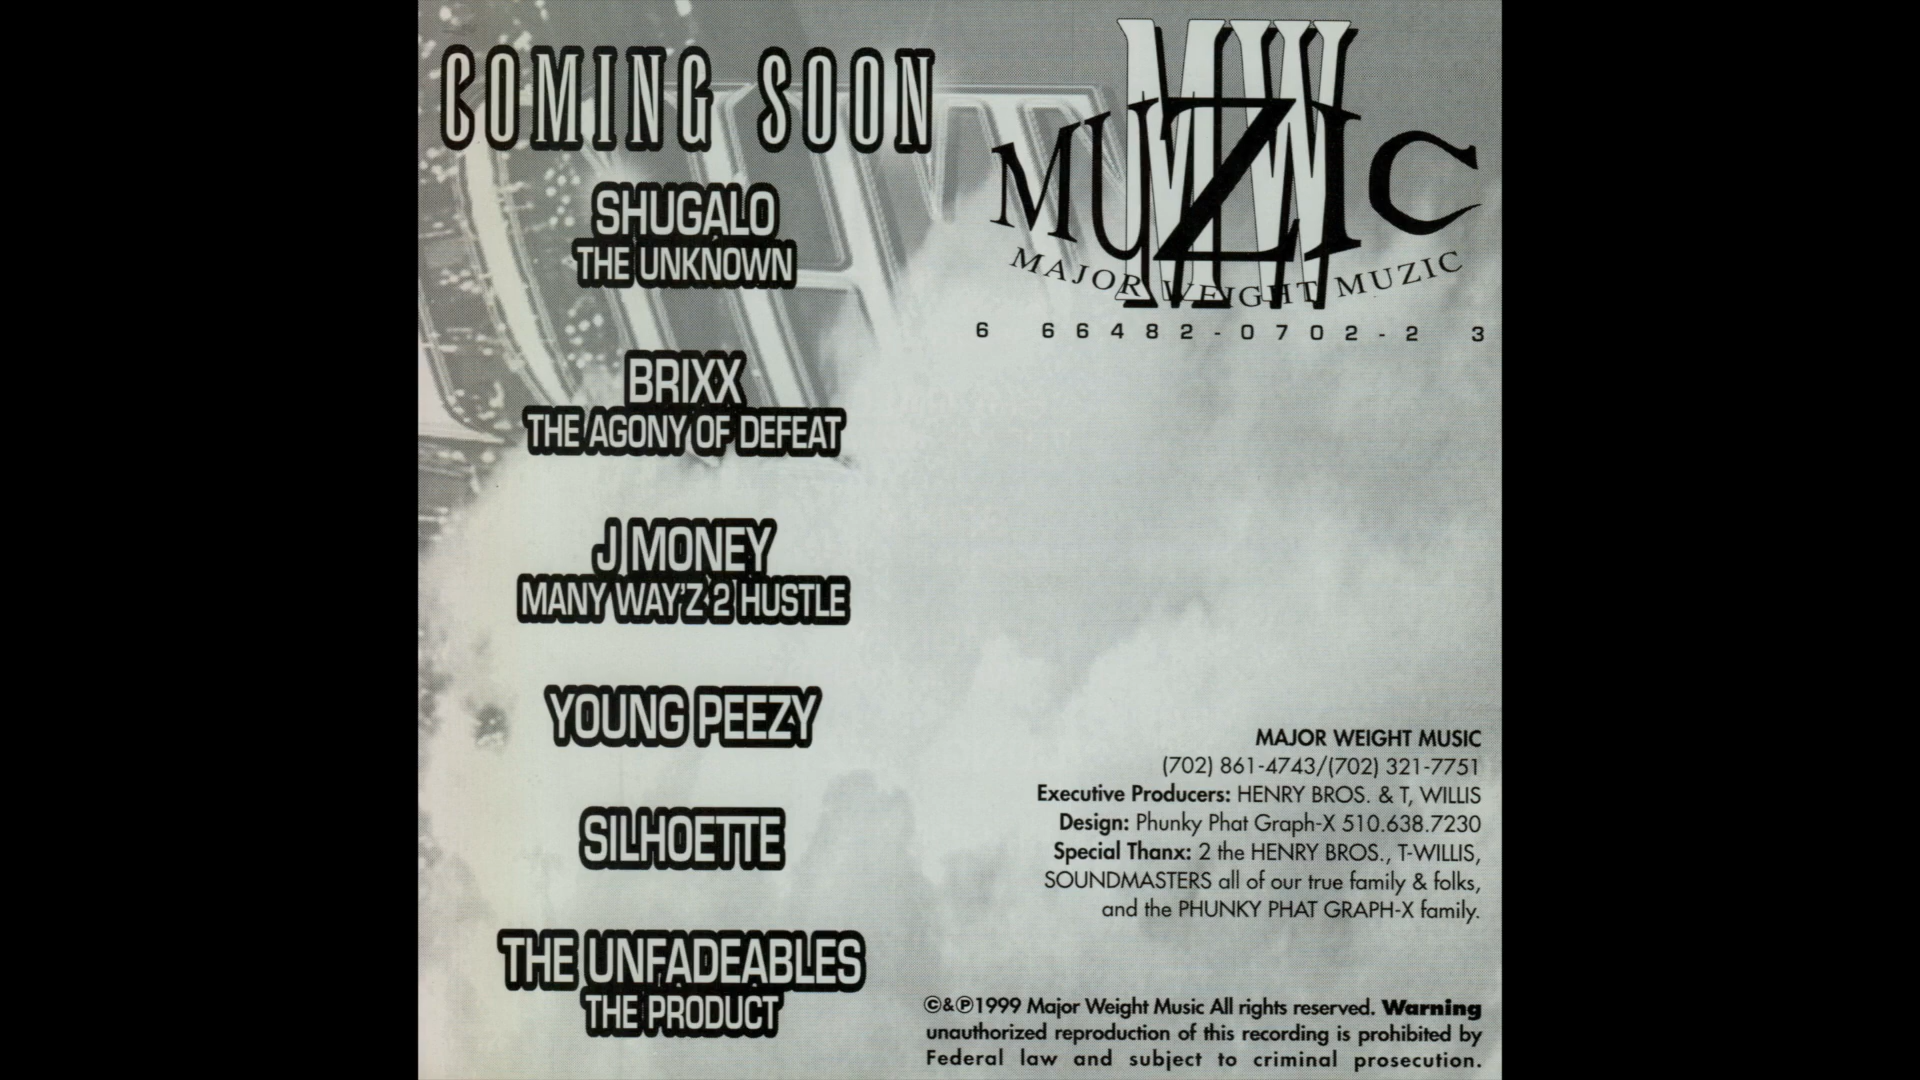 COMING SOON
SHUGALO
THE UNKNOWN
BRIXX
THE AGONY OF DEFEAT
J MONEY
MANY WAY'Z 2 HUSTLE
YOUNG PEEZY
SILHOETTE
THE UNFADEABLES
THE PRODUCT
MW
MUZIC
MAJOR WEIGHT MUZIC
6 66482-0702-2 3
MAJOR WEIGHT MUSIC
(702) 861-4743/(702) 321-7751
Executive Producers: HENRY BROS. & T, WILLIS
Design: Phunky Phat Graph-X 510.638.7230
Special Thanx: 2 the HENRY BROS., T-WILLIS,
SOUNDMASTERS all of our true family & folks,
and the PHUNKY PHAT GRAPH-X family.
©&℗1999 Major Weight Music All rights reserved. Warning
unauthorized reproduction of this recording is prohibited by
Federal law and subject to criminal prosecution.